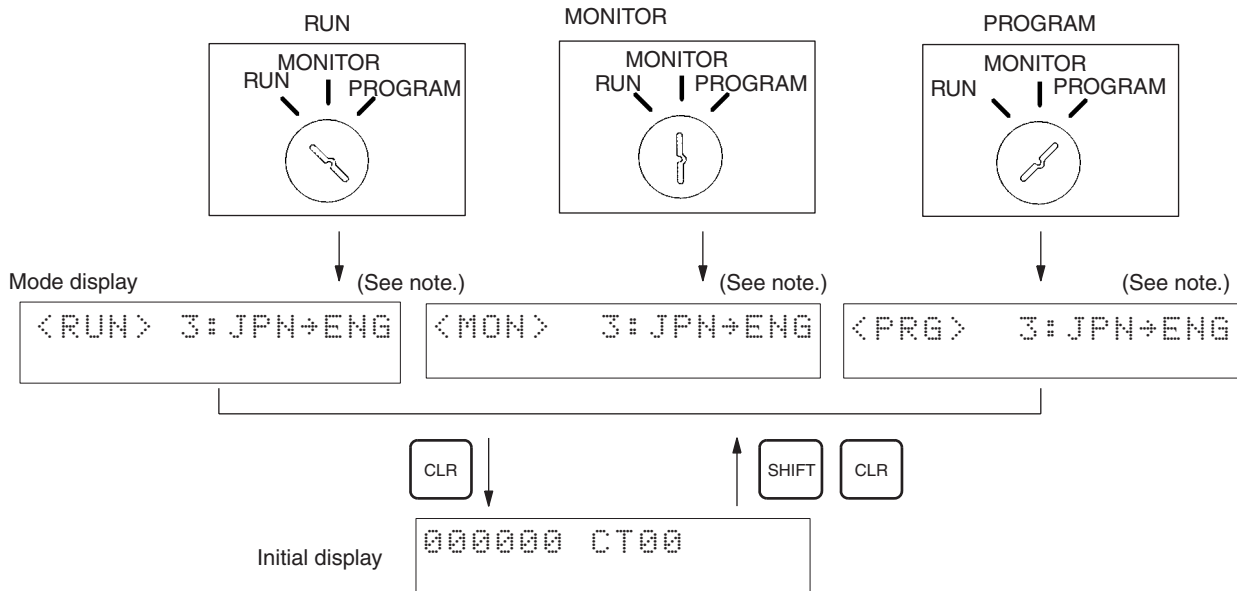 RUN
MONITOR
PROGRAM
MONITOR
RUN PROGRAM
MONITOR
RUN PROGRAM
MONITOR
RUN PROGRAM
Mode display (See note.) (See note.) (See note.)
<RUN> 3:JPN→ENG
<MON> 3:JPN→ENG
<PRG> 3:JPN→ENG
CLR
SHIFT CLR
Initial display
000000 CT00